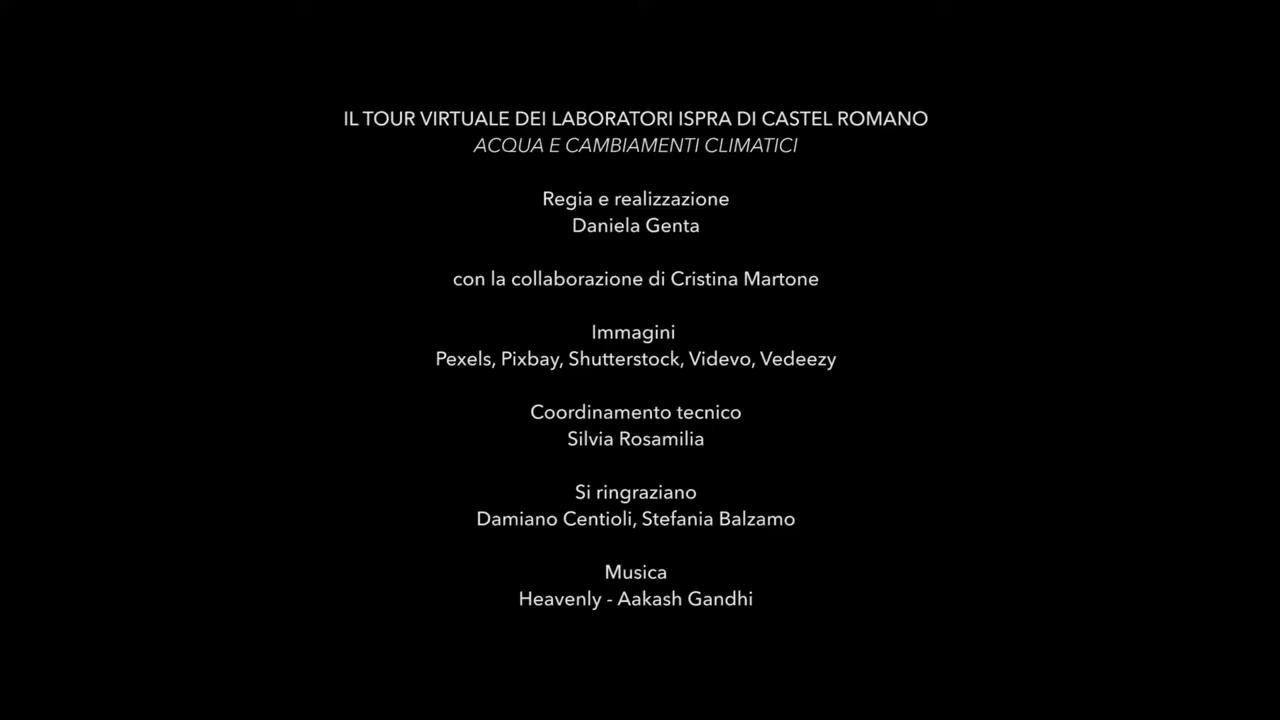 IL TOUR VIRTUALE DEI LABORATORI ISPRA DI CASTEL ROMANO
ACQUA E CAMBIAMENTI CLIMATICI
Regia e realizzazione
Daniela Genta
con la collaborazione di Cristina Martone
Immagini
Pexels, Pixbay, Shutterstock, Videvo, Vedeezy
Coordinamento tecnico
Silvia Rosamilia
Si ringraziano
Damiano Centioli, Stefania Balzamo
Musica
Heavenly - Aakash Gandhi